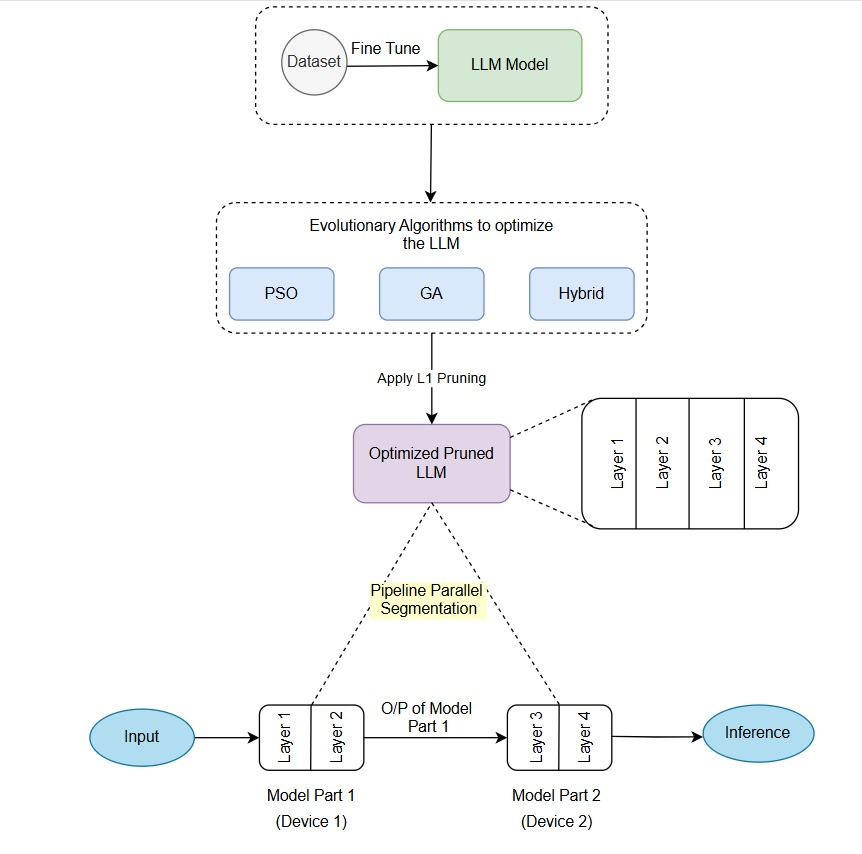 Dataset
Fine Tune
LLM Model
Evolutionary Algorithms to optimize
the LLM
PSO
GA
Hybrid
Apply L1 Pruning
Optimized Pruned
LLM
Layer 1
Layer 2
Layer 3
Layer 4
Pipeline Parallel
Segmentation
Input
Layer 1
Layer 2
O/P of Model
Part 1
Layer 3
Layer 4
Inference
Model Part 1
(Device 1)
Model Part 2
(Device 2)